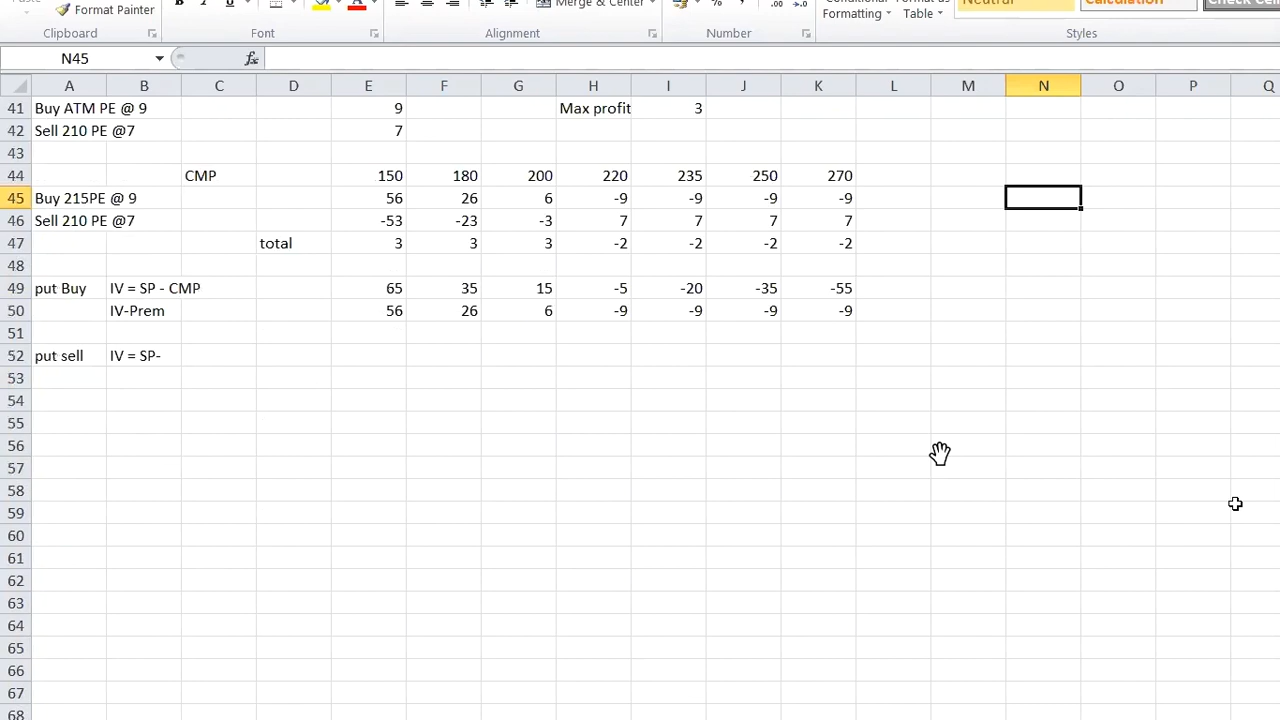 Format Painter
Merge & Center
Conditional Format as
Formatting Table
Neutral Calculation Check Cell
Clipboard Font Alignment Number Styles
N45 fx
A B C D E F G H I J K L M N O P Q
41 Buy ATM PE @ 9 9 Max profit 3
42 Sell 210 PE @7 7
43
44 CMP 150 180 200 220 235 250 270
45 Buy 215PE @ 9 56 26 6 -9 -9 -9 -9
46 Sell 210 PE @7 -53 -23 -3 7 7 7 7
47 total 3 3 3 -2 -2 -2 -2
48
49 put Buy IV = SP - CMP 65 35 15 -5 -20 -35 -55
50 IV-Prem 56 26 6 -9 -9 -9 -9
51
52 put sell IV = SP-
53
54
55
56
57
58
59
60
61
62
63
64
65
66
67
68